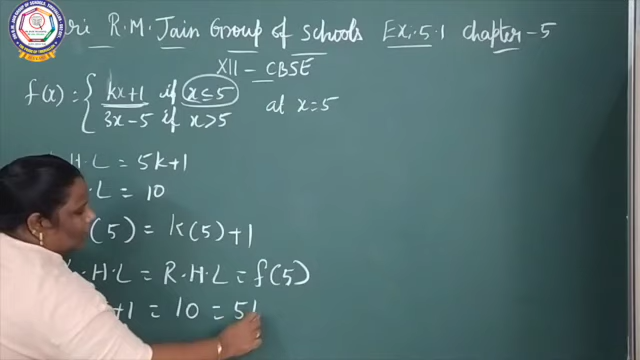 Sri R.M. Jain Group of Schools Ex. 5.1 Chapter-5
XII - CBSE
f(x) = { kx+1 if x ≤ 5
3x-5 if x > 5
at x=5
H.L = 5k+1
L = 10
(5) = k(5)+1
H.L = R.H.L = f(5)
+1 = 10 = 5